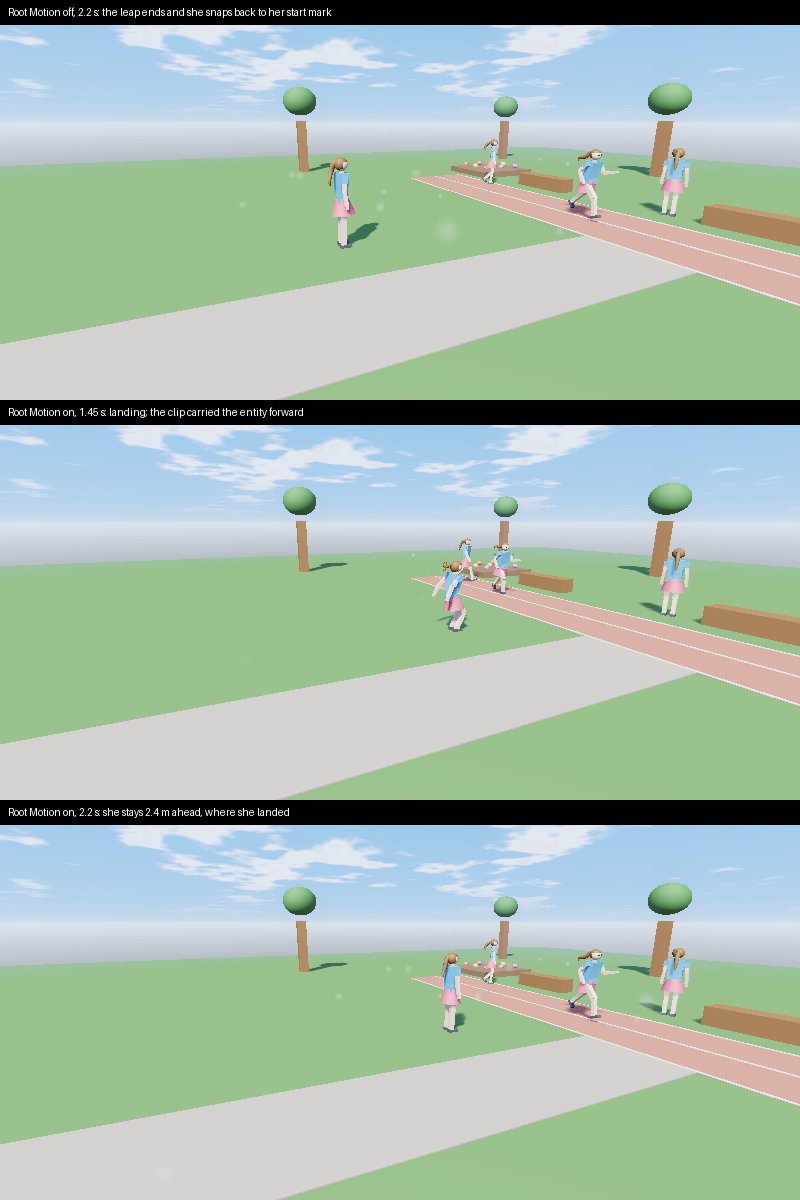 Root Motion off, 2.2 s: the leap ends and she snaps back to her start mark
Root Motion on, 1.45 s: landing; the clip carried the entity forward
Root Motion on, 2.2 s: she stays 2.4 m ahead, where she landed